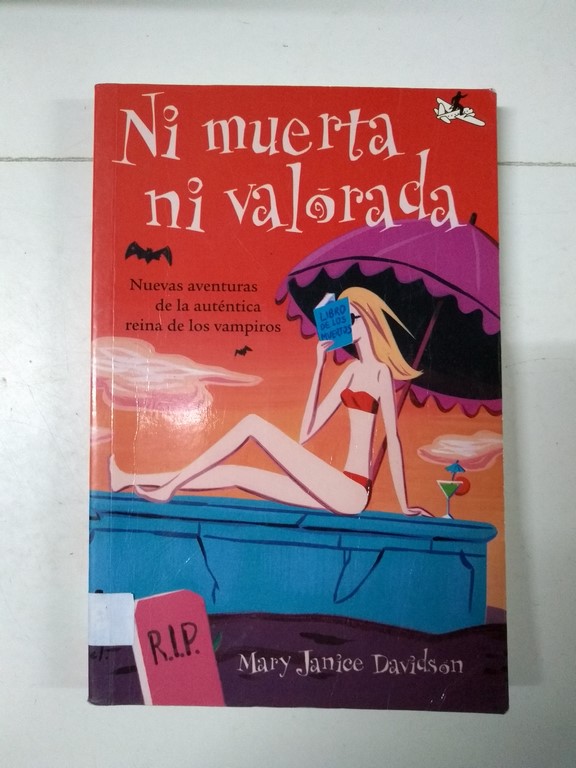 Ni muerta
ni valorada
Nuevas aventuras
de la auténtica
reina de los vampiros
LIBRO
DE LOS
MUERTOS
R.I.P.
Mary Janice Davidson